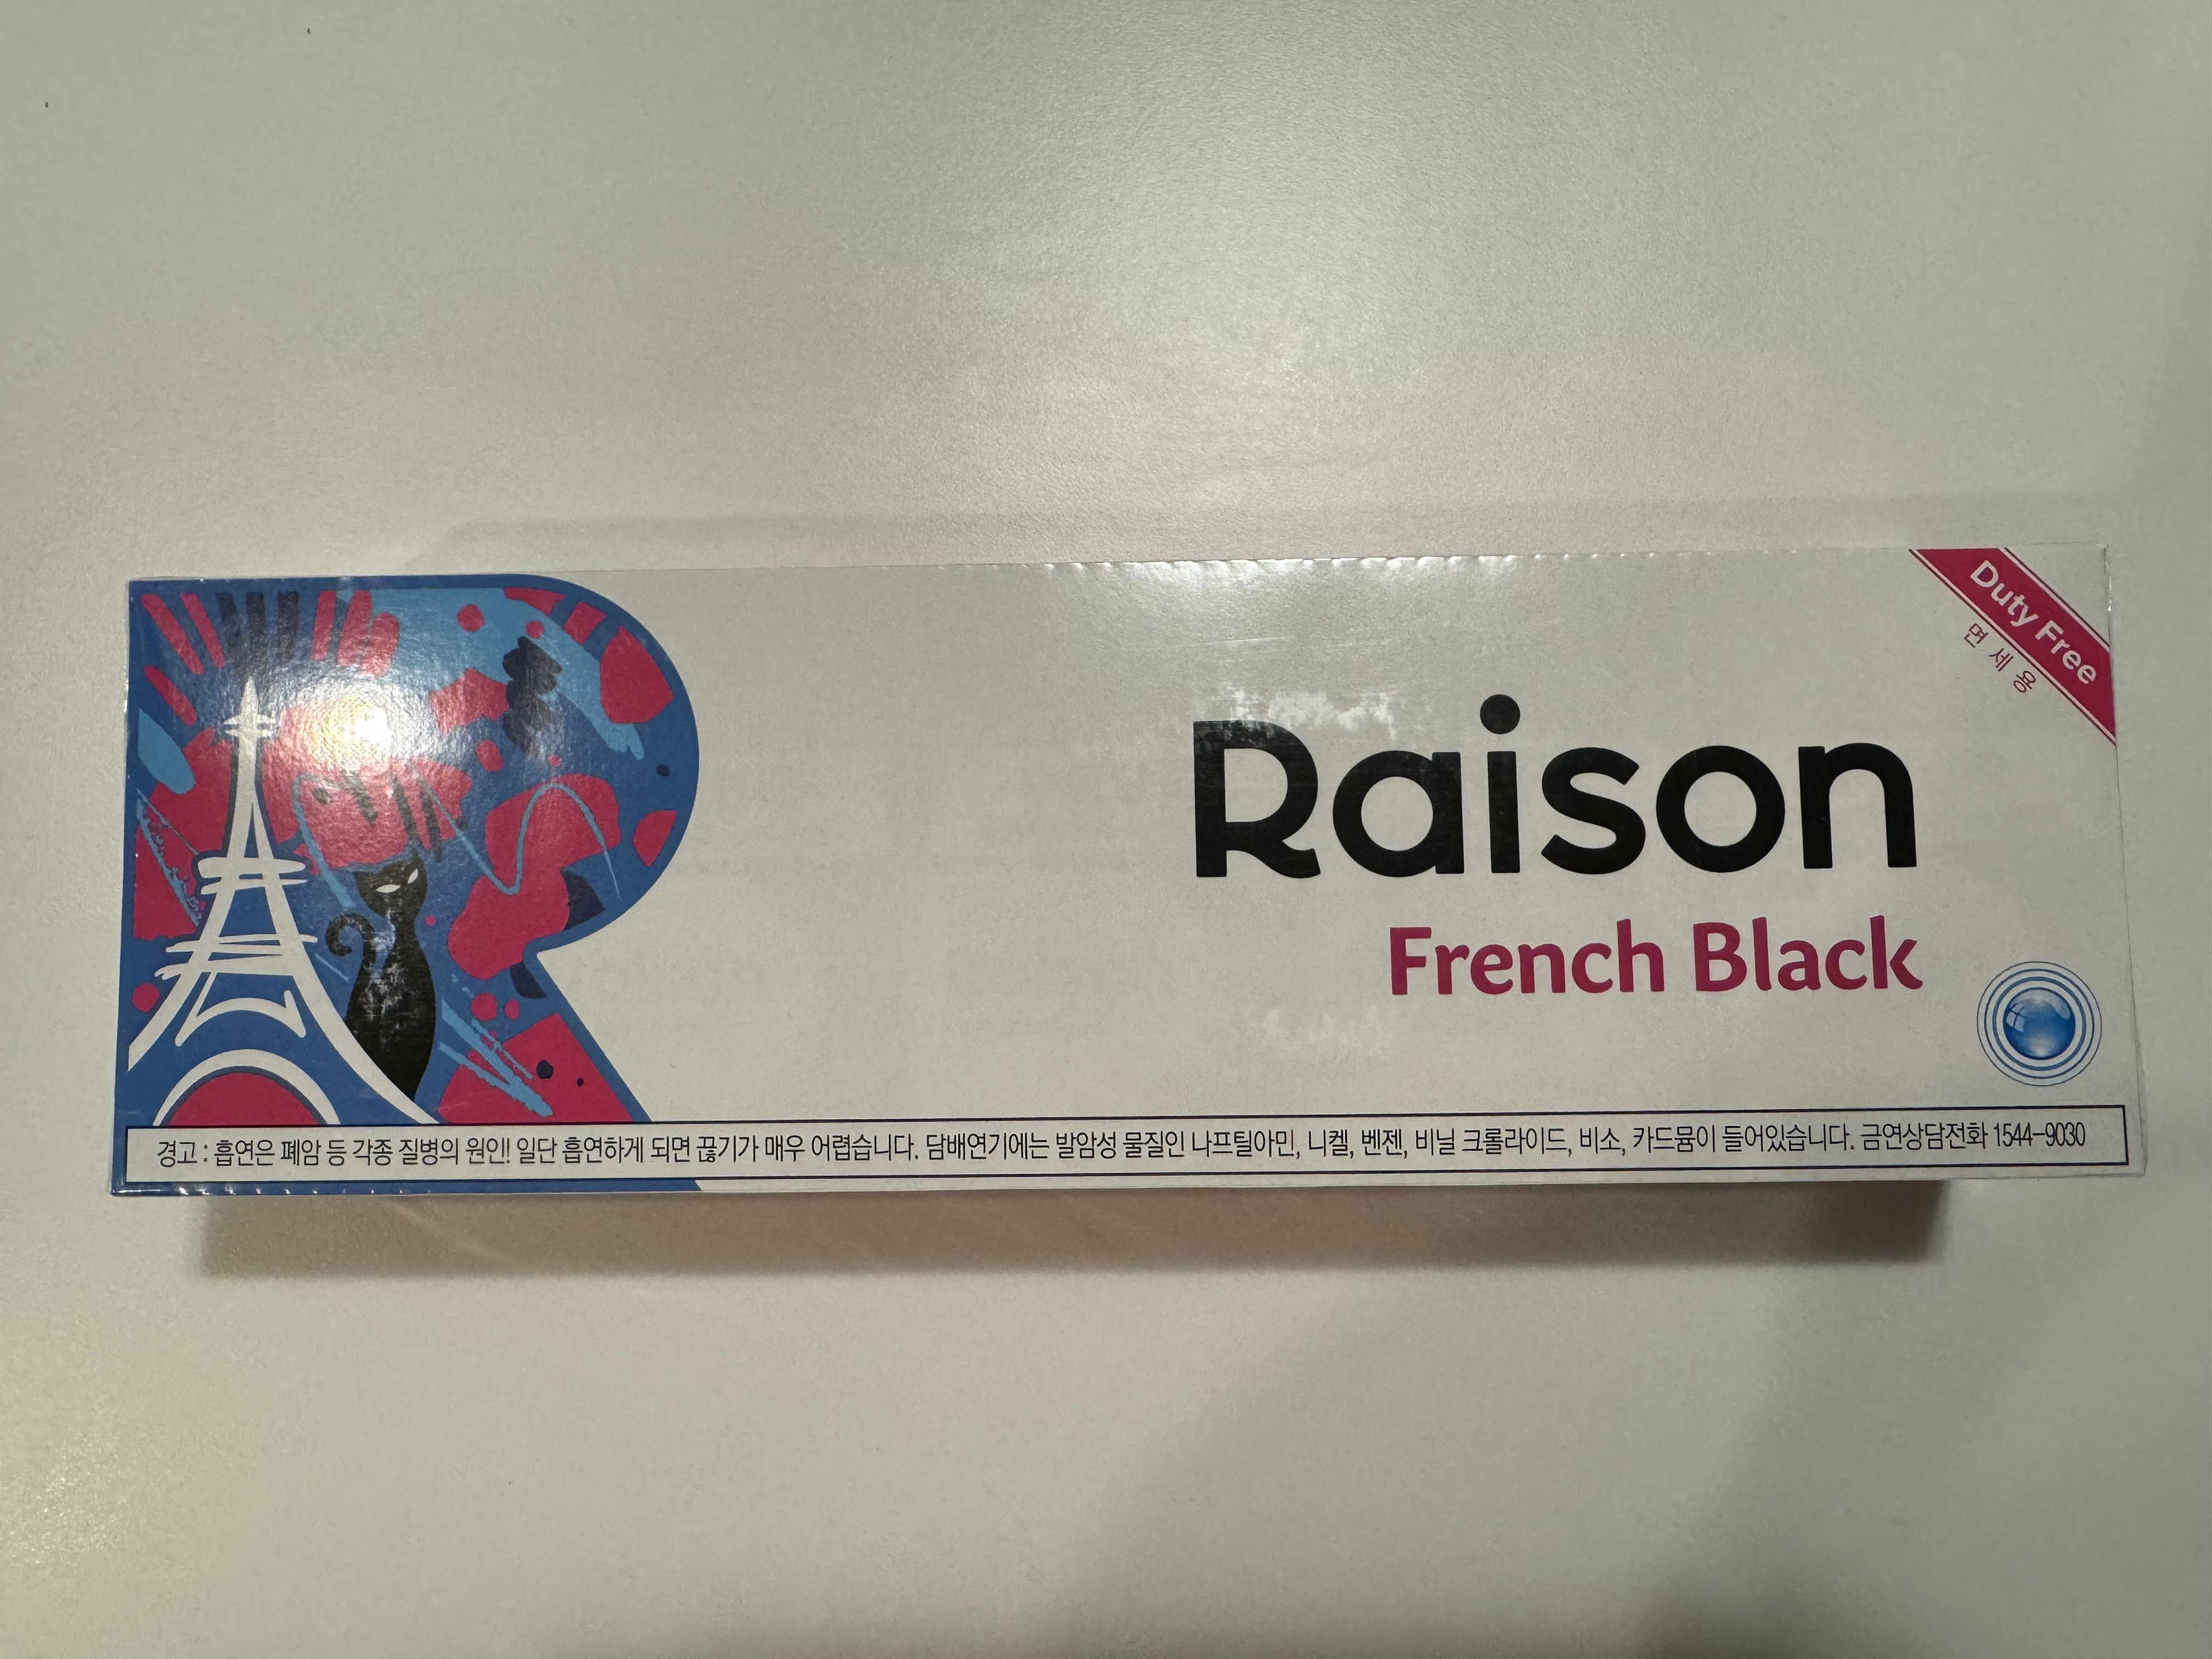 Duty Free
면세용
Raison
French Black
경고 : 흡연은 폐암 등 각종 질병의 원인! 일단 흡연하게 되면 끊기가 매우 어렵습니다. 담배연기에는 발암성 물질인 나프틸아민, 니켈, 벤젠, 비닐 크롤라이드, 비소, 카드뮴이 들어있습니다. 금연상담전화 1544-9030